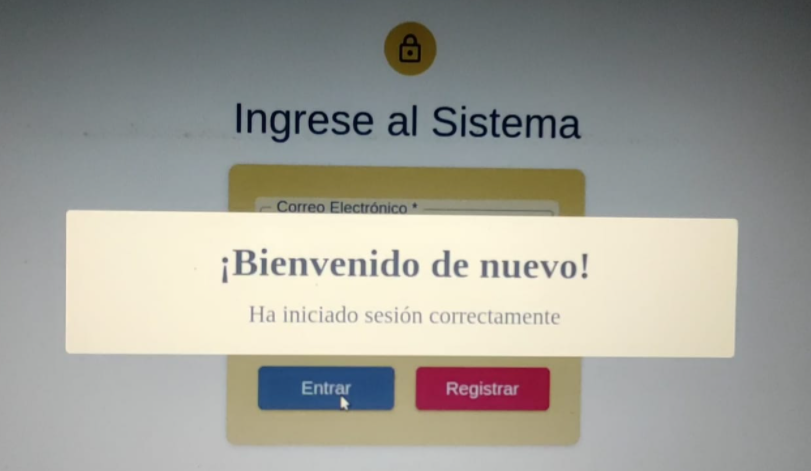 Ingrese al Sistema
Correo Electrónico *
¡Bienvenido de nuevo!
Ha iniciado sesión correctamente
Entrar
Registrar